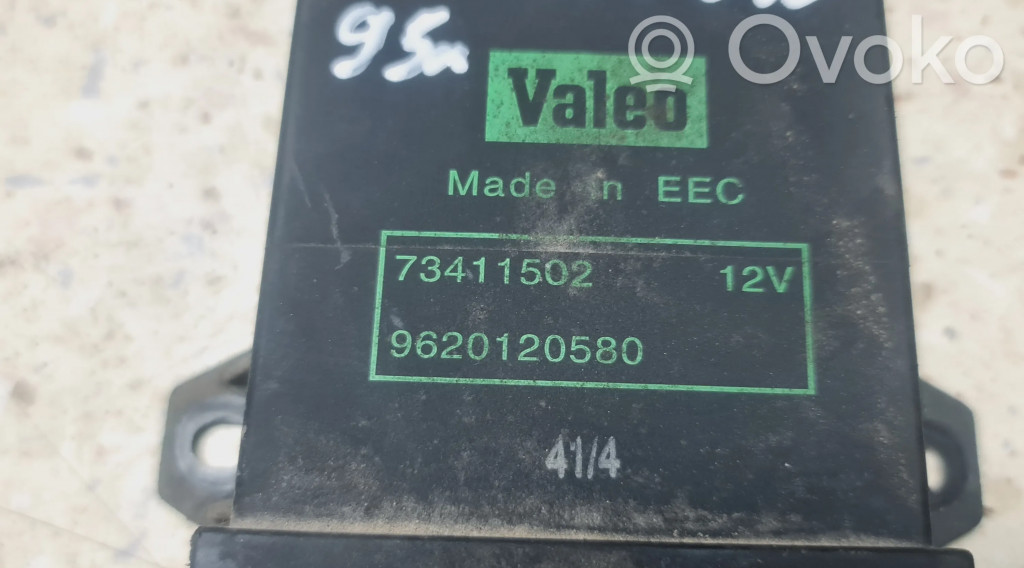 95
Ovoko
Valeo
Made in EEC
73411502 12V
9620120580
41/4